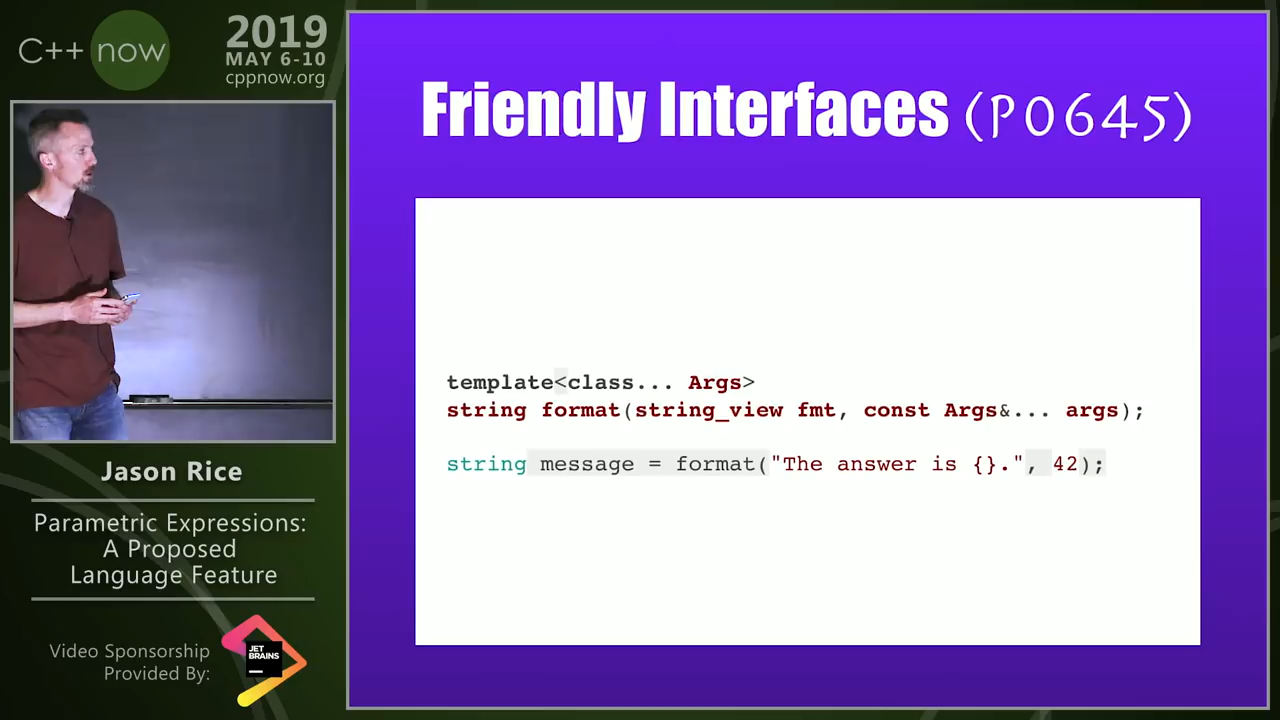 C++ now
2019
MAY 6-10
cppnow.org
Friendly Interfaces (P0645)
template<class... Args>
string format(string_view fmt, const Args&... args);
string message = format("The answer is {}.", 42);
Jason Rice
Parametric Expressions:
A Proposed
Language Feature
Video Sponsorship
Provided By:
JET
BRAINS